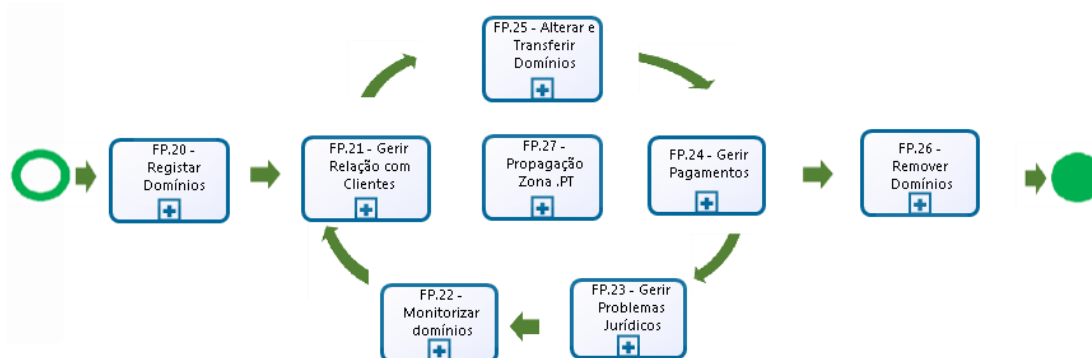 FP.25 - Alterar e
Transferir
Domínios
FP.20 -
Registar
Domínios
FP.21 - Gerir
Relação com
Clientes
FP.27 -
Propagação
Zona .PT
FP.24 - Gerir
Pagamentos
FP.26 -
Remover
Domínios
FP.22 -
Monitorizar
domínios
FP.23 - Gerir
Problemas
Jurídicos